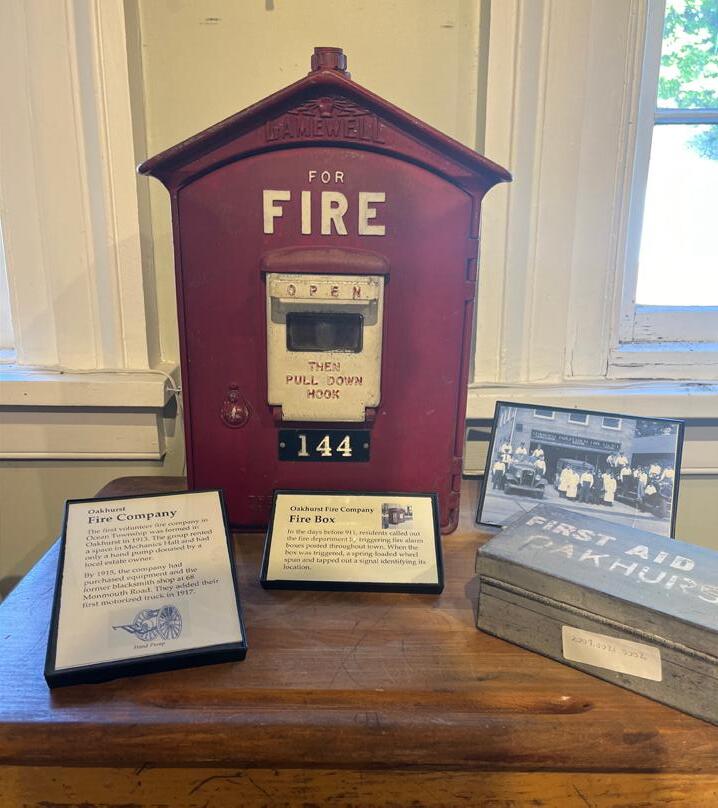 GAMEWELL
FOR
FIRE
OPEN
THEN
PULL DOWN
HOOK
144
Oakhurst
Fire Company
The first volunteer fire company in
Ocean Township was formed in
Oakhurst in 1913. The group rented
a space in Mechanics Hall and had
only a hand pump donated by a
local estate owner.
By 1915, the company had
purchased equipment and the
former blacksmith shop at 68
Monmouth Road. They added their
first motorized truck in 1917.
Hand Pump
Oakhurst Fire Company
Fire Box
In the days before 911, residents called out
the fire department by triggering fire alarm
boxes posted throughout town. When the
box was triggered, a spring-loaded wheel
spun and tapped out a signal identifying its
location.
FIRST AID
OAKHURS